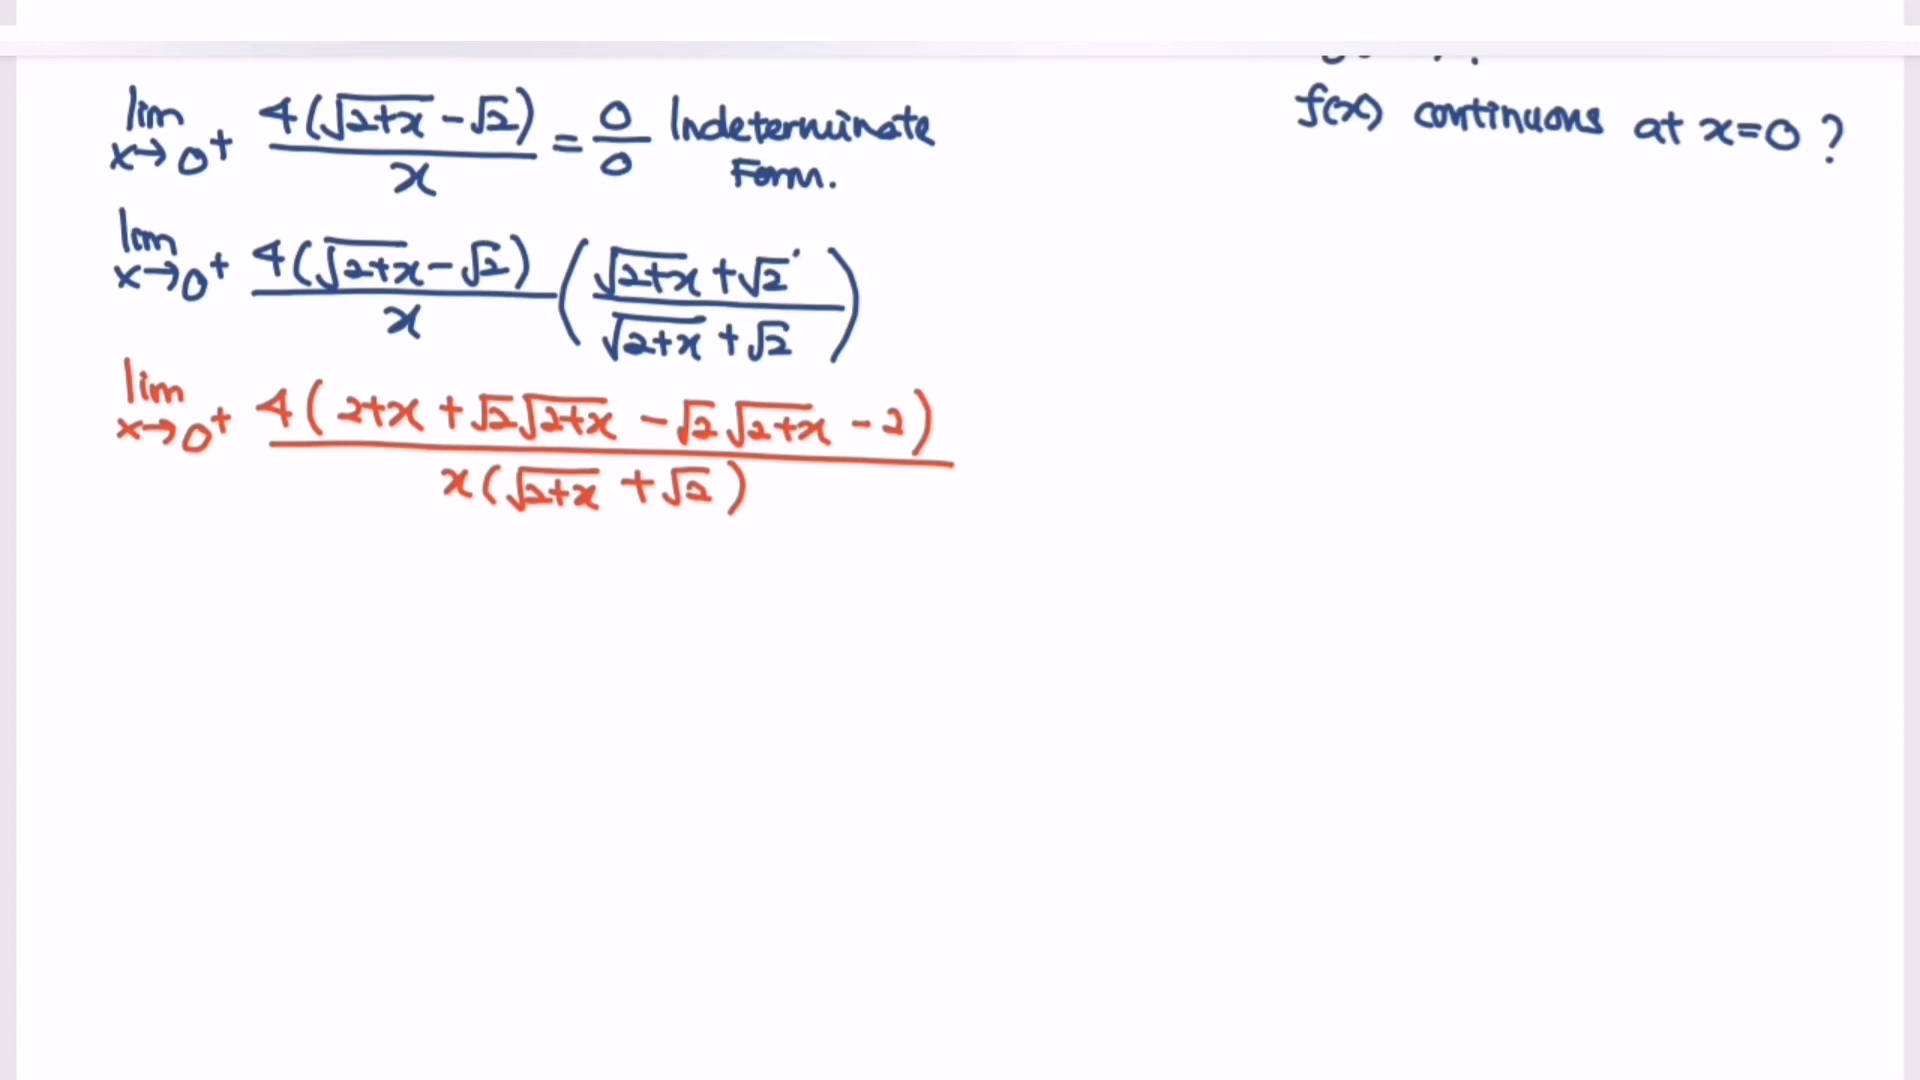 lim x→0⁺ 4(√(2+x) - √2) / x = 0/0 Indeterminate Form.
f(x) continuous at x=0 ?
lim x→0⁺ 4(√(2+x) - √2) / x ( (√(2+x) + √2) / (√(2+x) + √2) )
lim x→0⁺ 4(2+x + √2√(2+x) - √2√(2+x) - 2) / x(√(2+x) + √2)